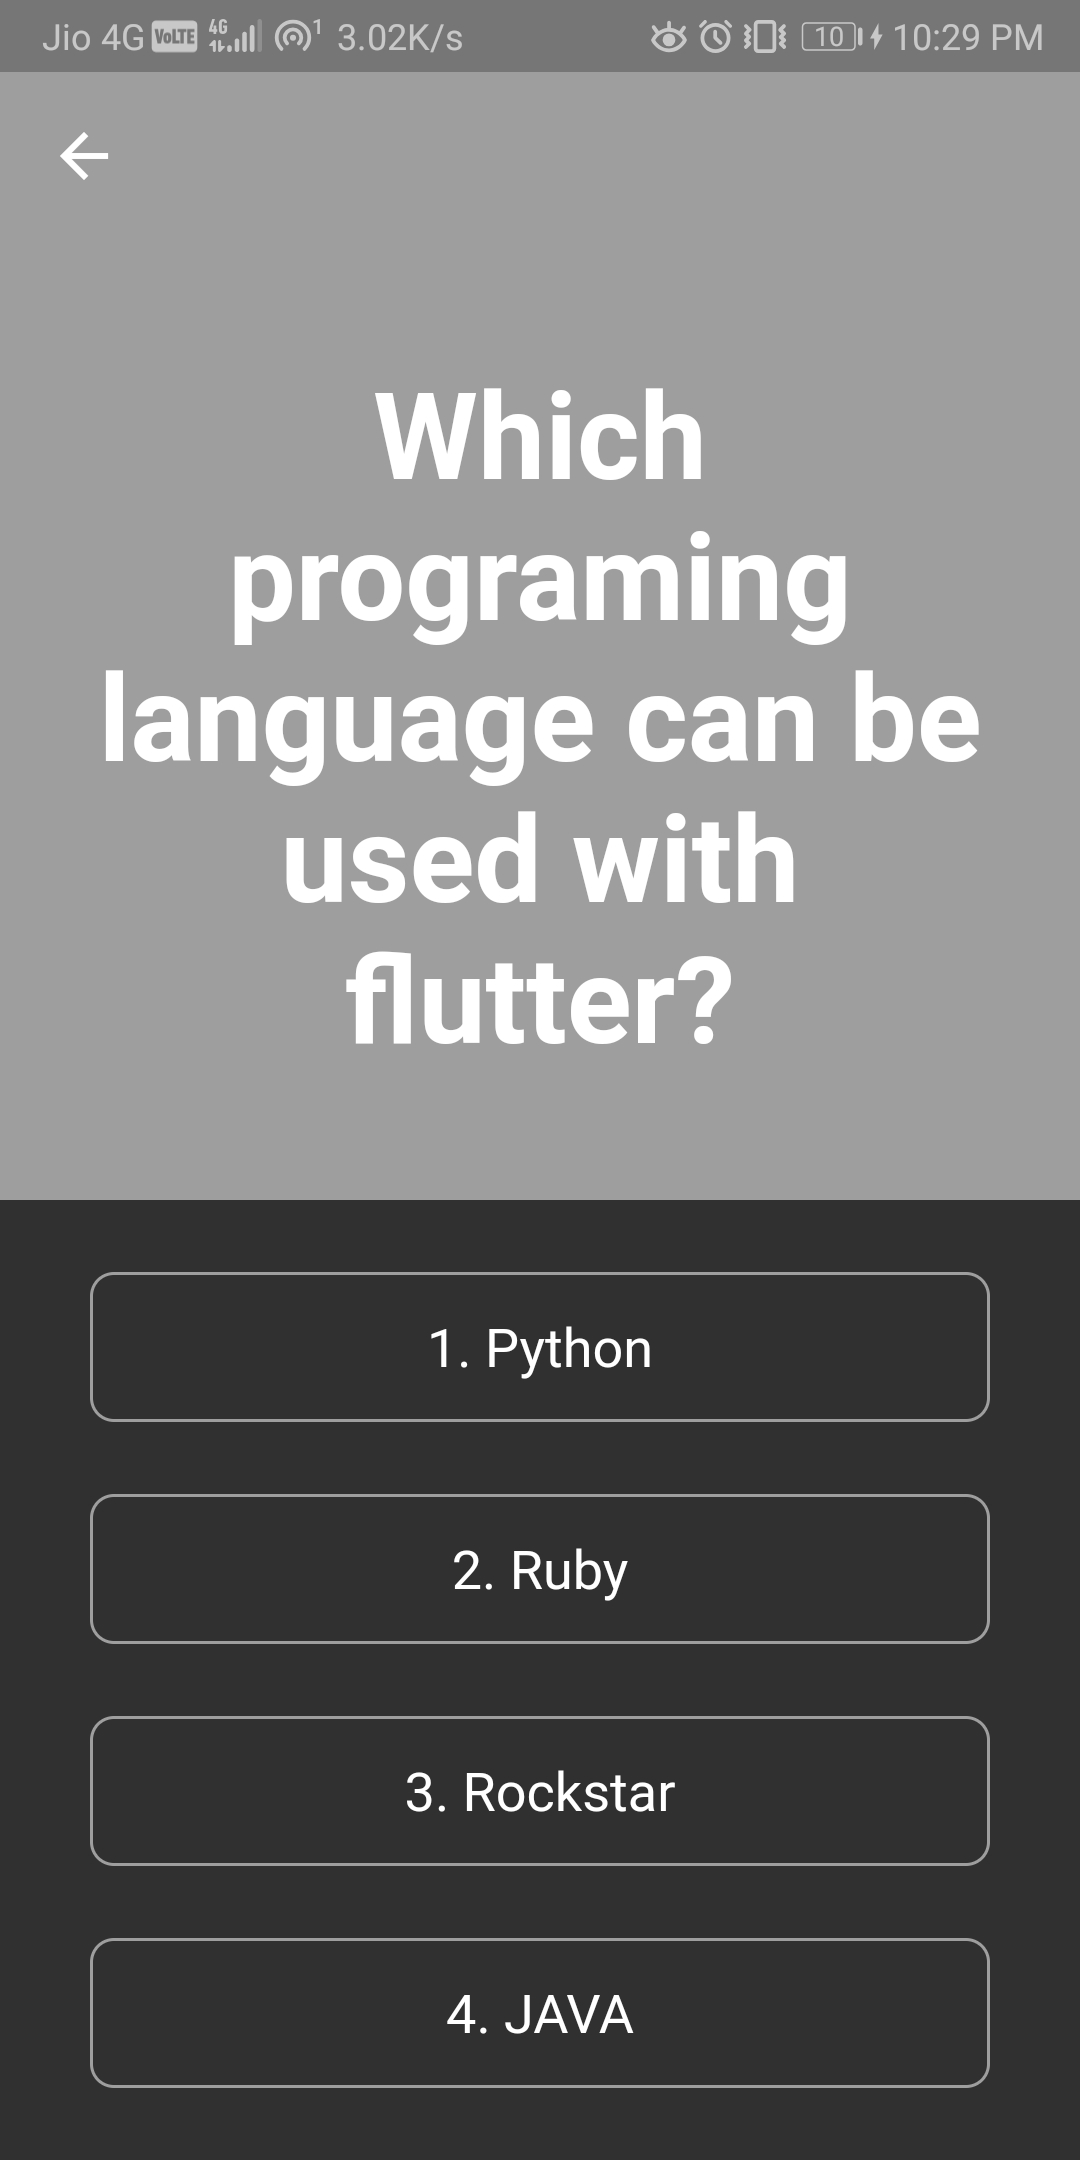 Jio 4G VoLTE 4G 1 3.02K/s 10 10:29 PM
Which
programing
language can be
used with
flutter?
1. Python
2. Ruby
3. Rockstar
4. JAVA